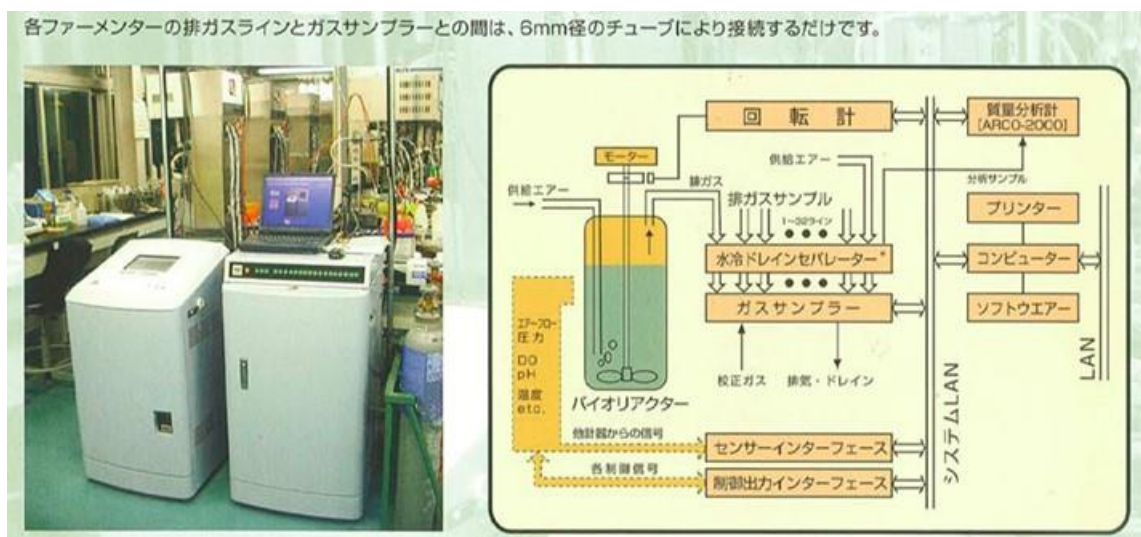 各ファーメンターの排ガスラインとガスサンプラーとの間は、6mm径のチューブにより接続するだけです。
回転計
質量分析計
[ARCO-2000]
モーター
供給エアー
供給エアー
排ガス
排ガスサンプル
分析サンプル
1~32ライン
プリンター
水冷ドレインセパレーター*
コンピューター
ガスサンプラー
ソフトウエアー
エアーフロー
圧力
DO
pH
温度
etc.
校正ガス
排気・ドレイン
バイオリアクター
他計器からの信号
センサーインターフェース
各制御信号
制御出力インターフェース
システムLAN
LAN